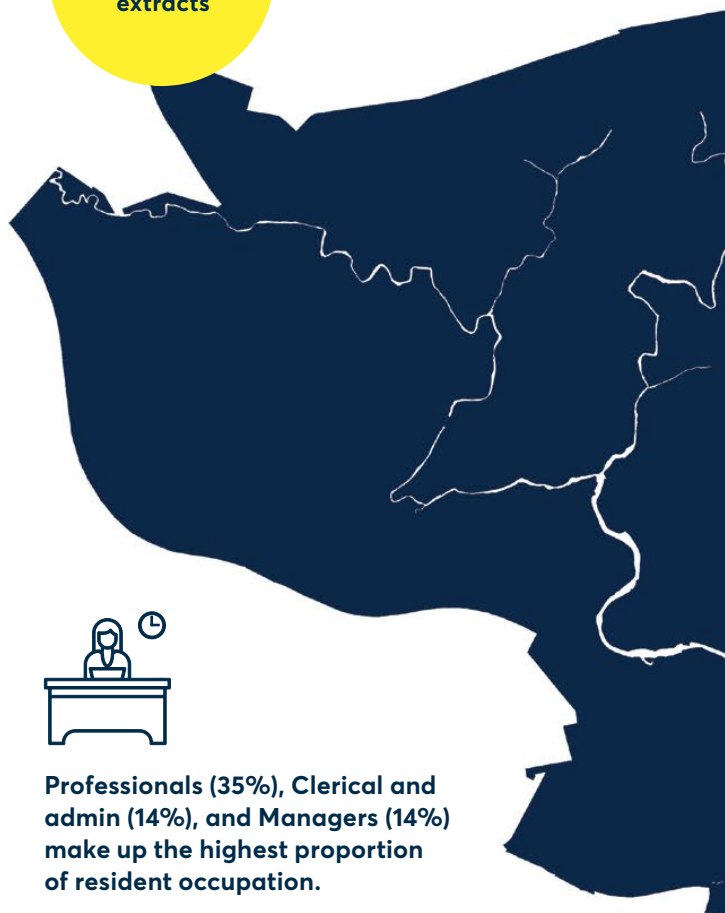 extracts
Professionals (35%), Clerical and
admin (14%), and Managers (14%)
make up the highest proportion
of resident occupation.